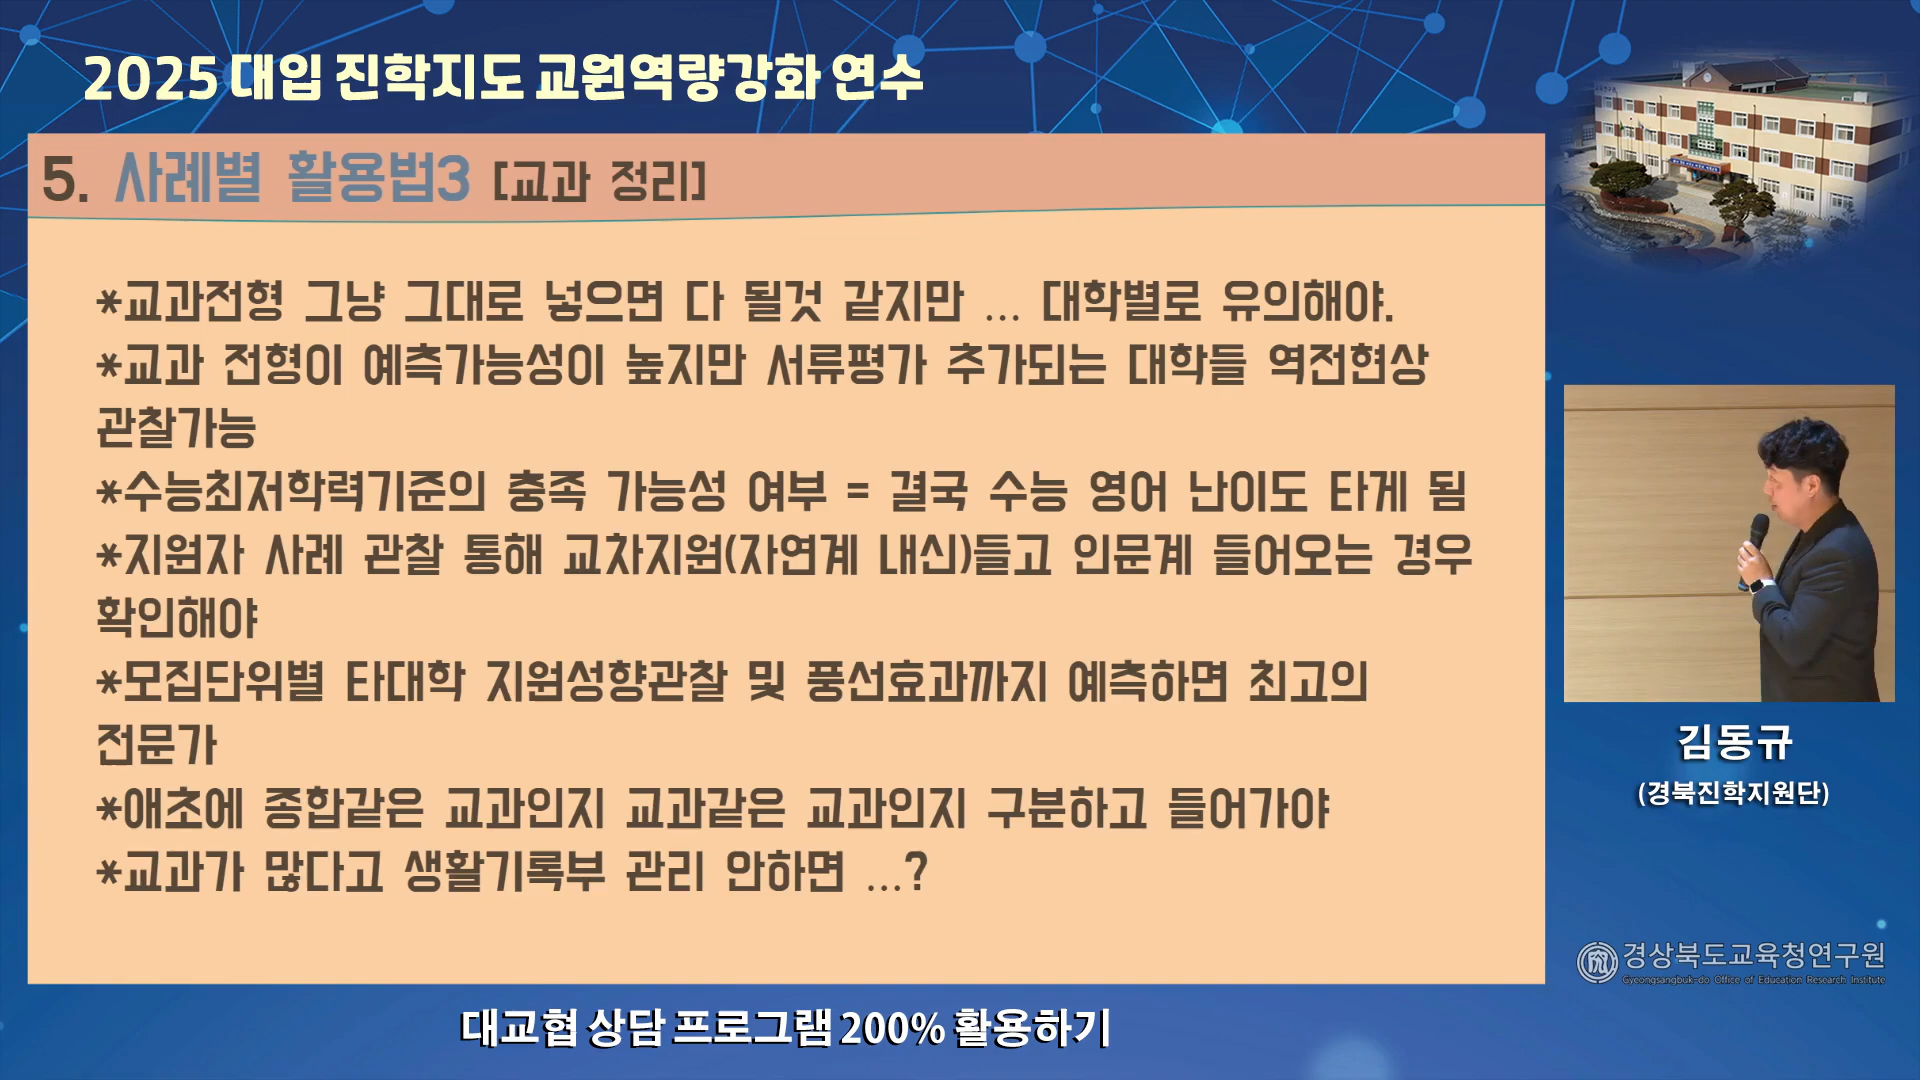 2025 대입 진학지도 교원역량강화 연수
5. 사례별 활용법3 [교과 정리]
*교과전형 그냥 그대로 넣으면 다 될것 같지만 ... 대학별로 유의해야.
*교과 전형이 예측가능성이 높지만 서류평가 추가되는 대학들 역전현상
관찰가능
*수능최저학력기준의 충족 가능성 여부 = 결국 수능 영어 난이도 타게 됨
*지원자 사례 관찰 통해 교차지원(자연계 내신)들고 인문계 들어오는 경우
확인해야
*모집단위별 타대학 지원성향관찰 및 풍선효과까지 예측하면 최고의
전문가
*애초에 종합같은 교과인지 교과같은 교과인지 구분하고 들어가야
*교과가 많다고 생활기록부 관리 안하면 ...?
김동규
(경북진학지원단)
경상북도교육청연구원
Gyeongsangbuk-do Office of Education Research Institute
대교협 상담 프로그램 200% 활용하기